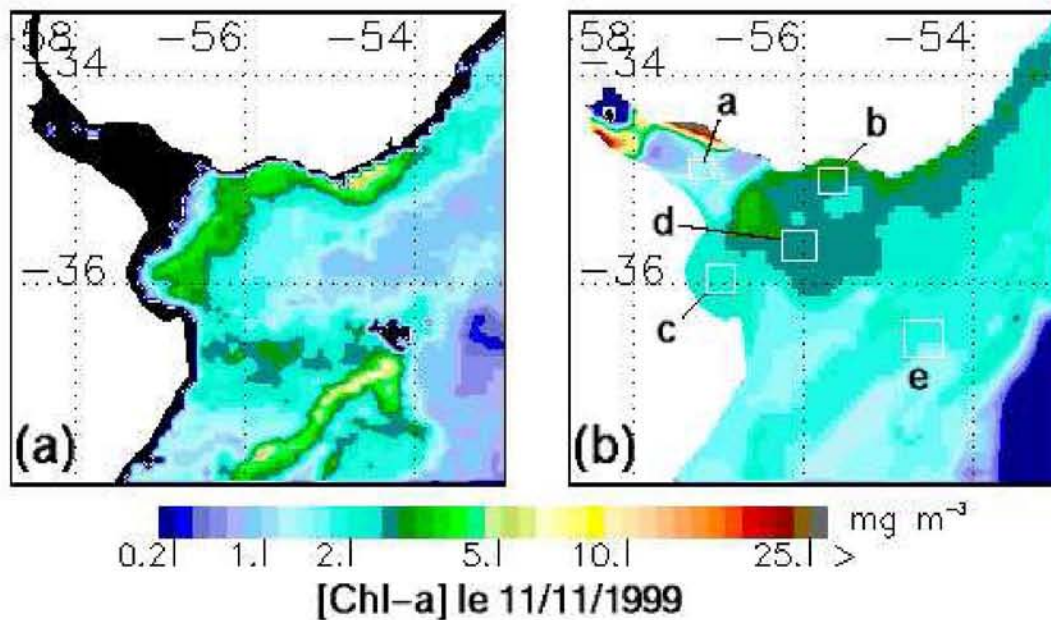 -58 -56 -54
-34
-36
(a)
-58 -56 -54
-34
a
b
d
-36
c
e
(b)
0.2 1.1 2.1 5.1 10.1 25.1 > mg m⁻³
[Chl-a] le 11/11/1999